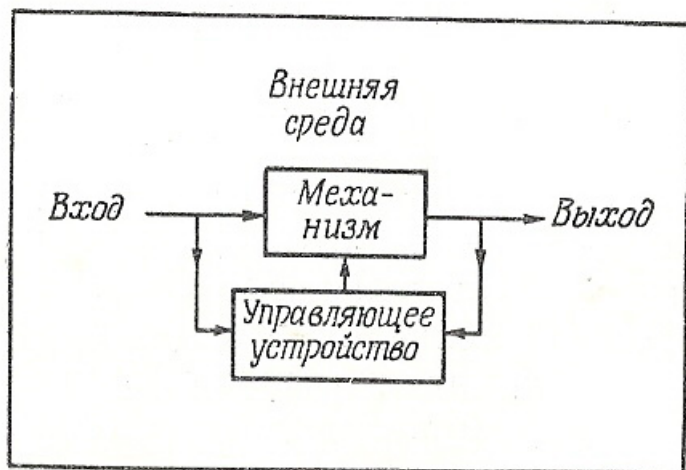 Внешняя
среда
Вход
Меха-
низм
Выход
Управляющее
устройство